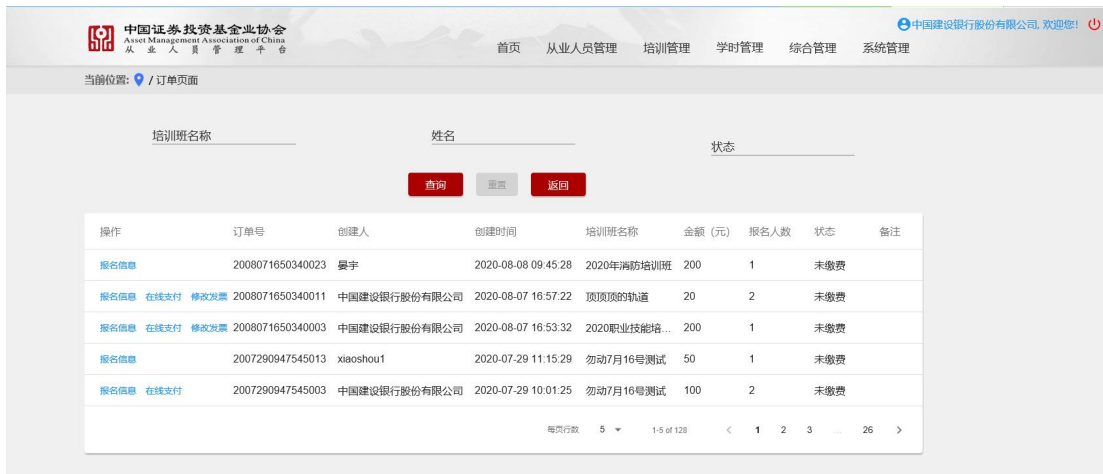 中国建设银行股份有限公司, 欢迎您!
中国证券投资基金业协会
Asset Management Association of China
从业人员管理平台
首页 从业人员管理 培训管理 学时管理 综合管理 系统管理
当前位置: / 订单页面
培训班名称 姓名 状态
查询 重置 返回
操作 订单号 创建人 创建时间 培训班名称 金额（元） 报名人数 状态 备注
报名信息 2008071650340023 晏宇 2020-08-08 09:45:28 2020年消防培训班 200 1 未缴费
报名信息 在线支付 修改发票 2008071650340011 中国建设银行股份有限公司 2020-08-07 16:57:22 顶顶顶的轨道 20 2 未缴费
报名信息 在线支付 修改发票 2008071650340003 中国建设银行股份有限公司 2020-08-07 16:53:32 2020职业技能培... 200 1 未缴费
报名信息 2007290947545013 xiaoshou1 2020-07-29 11:15:29 勿动7月16号测试 50 1 未缴费
报名信息 在线支付 2007290947545003 中国建设银行股份有限公司 2020-07-29 10:01:25 勿动7月16号测试 100 2 未缴费
每页行数 5 1-5 of 128 < 1 2 3 ... 26 >